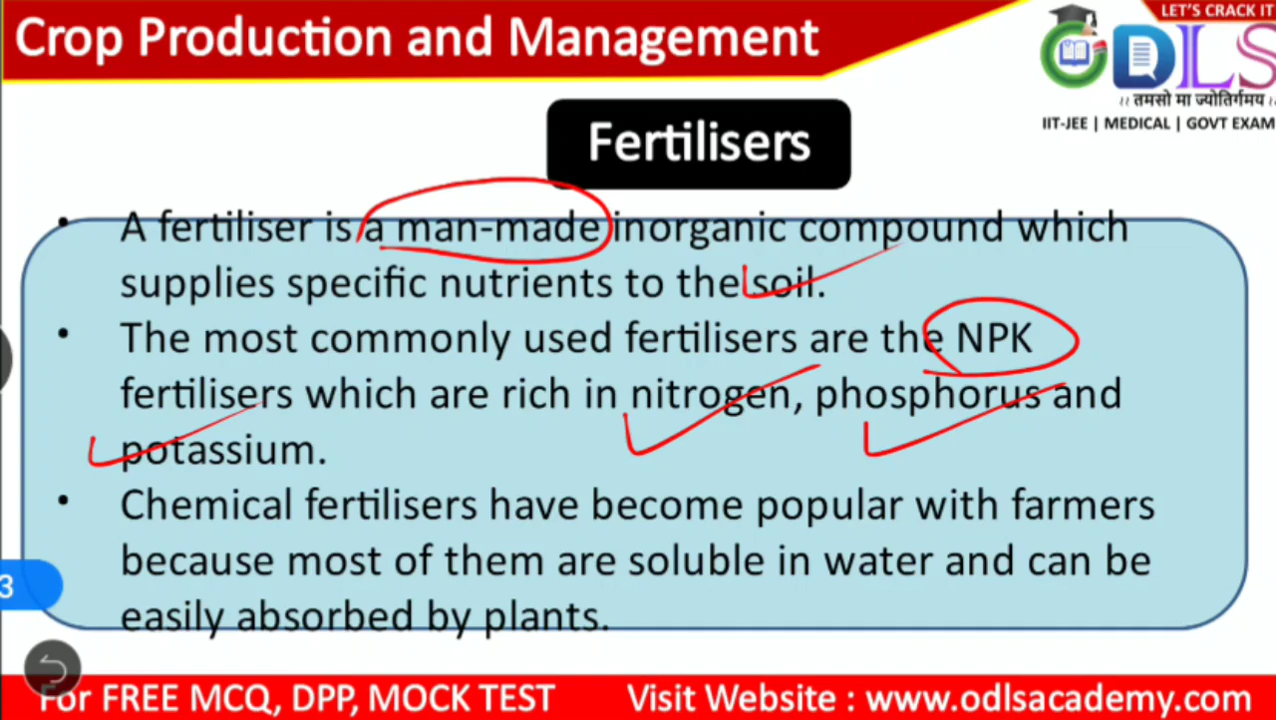 Crop Production and Management
LET'S CRACK IT
ODLS
।। तमसो मा ज्योतिर्गमय ।।
IIT-JEE | MEDICAL | GOVT EXAM
Fertilisers
• A fertiliser is a man-made inorganic compound which
supplies specific nutrients to the soil.
• The most commonly used fertilisers are the NPK
fertilisers which are rich in nitrogen, phosphorus and
potassium.
• Chemical fertilisers have become popular with farmers
because most of them are soluble in water and can be
easily absorbed by plants.
3
For FREE MCQ, DPP, MOCK TEST Visit Website : www.odlsacademy.com